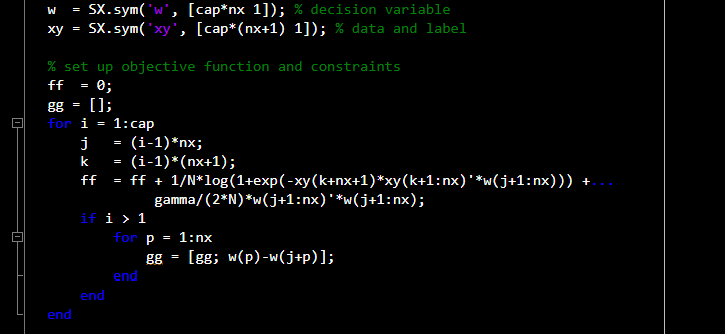 w  = SX.sym('w', [cap*nx 1]); % decision variable
xy = SX.sym('xy', [cap*(nx+1) 1]); % data and label
% set up objective function and constraints
ff  = 0;
gg = [];
for i = 1:cap
j   = (i-1)*nx;
k   = (i-1)*(nx+1);
ff  = ff + 1/N*log(1+exp(-xy(k+nx+1)*xy(k+1:nx)'*w(j+1:nx))) +...
gamma/(2*N)*w(j+1:nx)'*w(j+1:nx);
if i > 1
for p = 1:nx
gg = [gg; w(p)-w(j+p)];
end
end
end